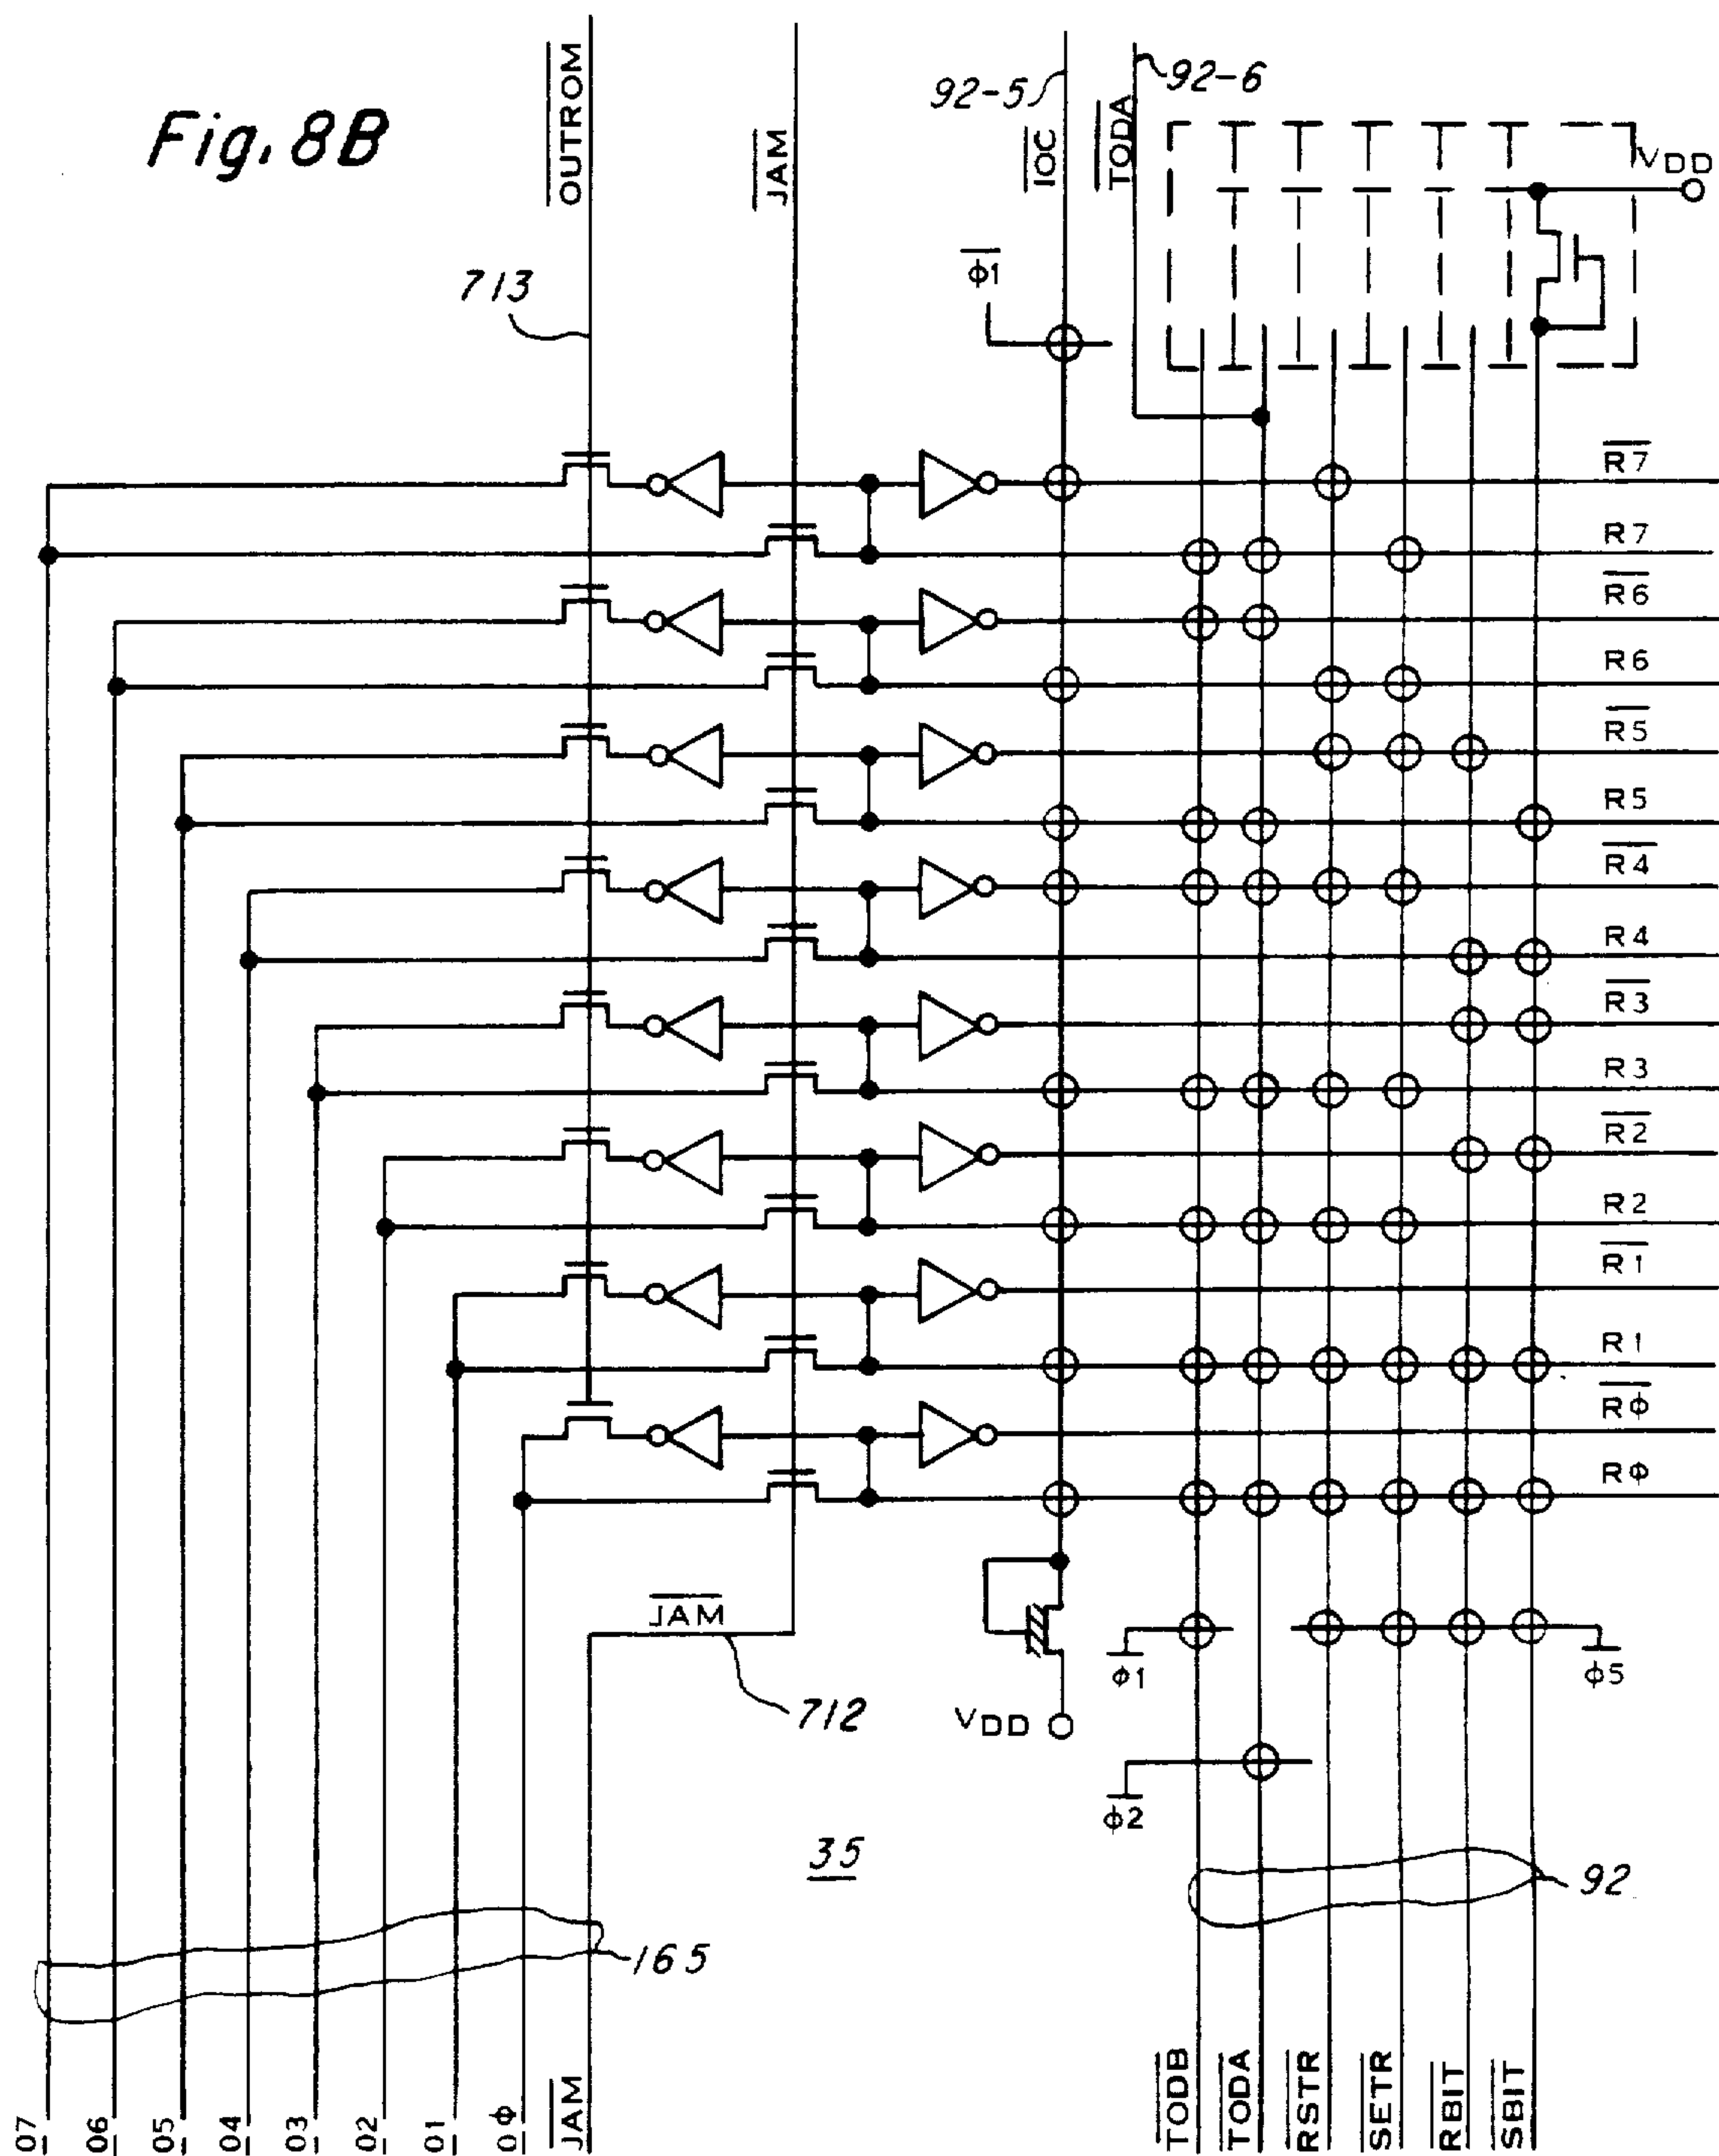 Fig. 8B
OUTROM
JAM
92-5
IOC
TODA
92-6
VDD
713
ϕ1
R7
R7
R6
R6
R5
R5
R4
R4
R3
R3
R2
R2
R1
R1
Rϕ
Rϕ
JAM
712
VDD
ϕ1
ϕ5
ϕ2
35
92
165
07
06
05
04
03
02
01
0ϕ
JAM
TODB
TODA
RSTR
SETR
RBIT
SBIT